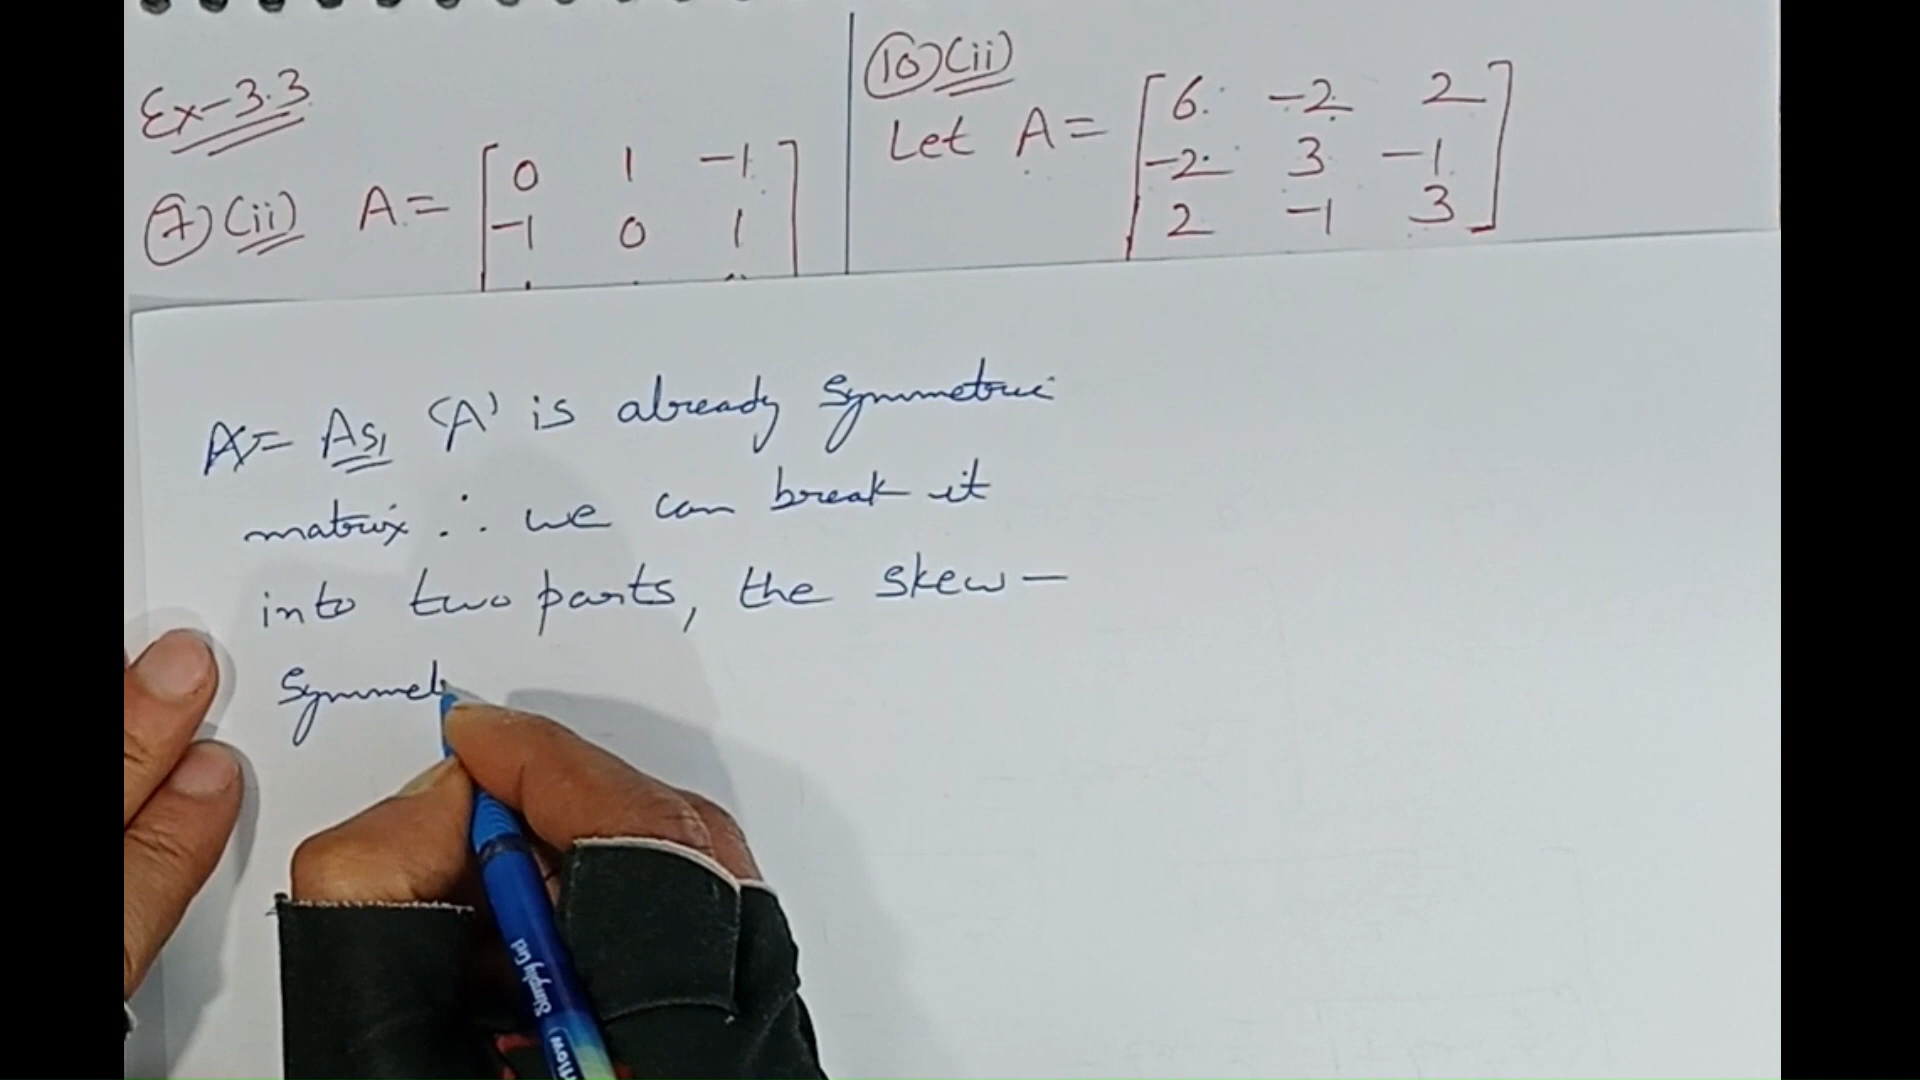 Ex-3.3
7 (ii) A =
0 1 -1
-1 0 1
10 (ii)
Let A =
6 -2 2
-2 3 -1
2 -1 3
A = As, 'A' is already symmetric
matrix ∴ we can break it
into two parts, the skew-
symmet
Simply Gel